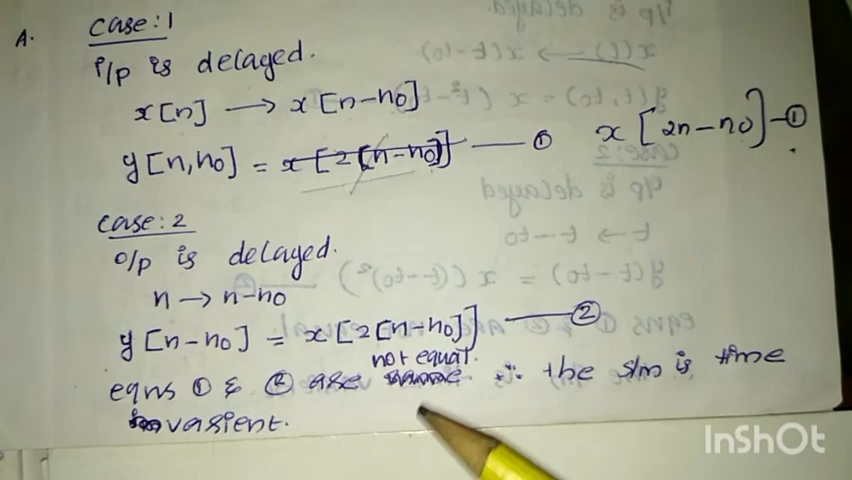 A. Case:1
i/p is delayed.
x[n] → x[n-n0]
y[n,n0] = x[2[n-n0]] — ① x[2n-n0]-①
case:2
o/p is delayed.
n → n-n0
y[n-n0] = x[2[n-n0]] — ②
not equal.
eqns ① & ② are same ∴ the s/m is time
varient.
InShOt